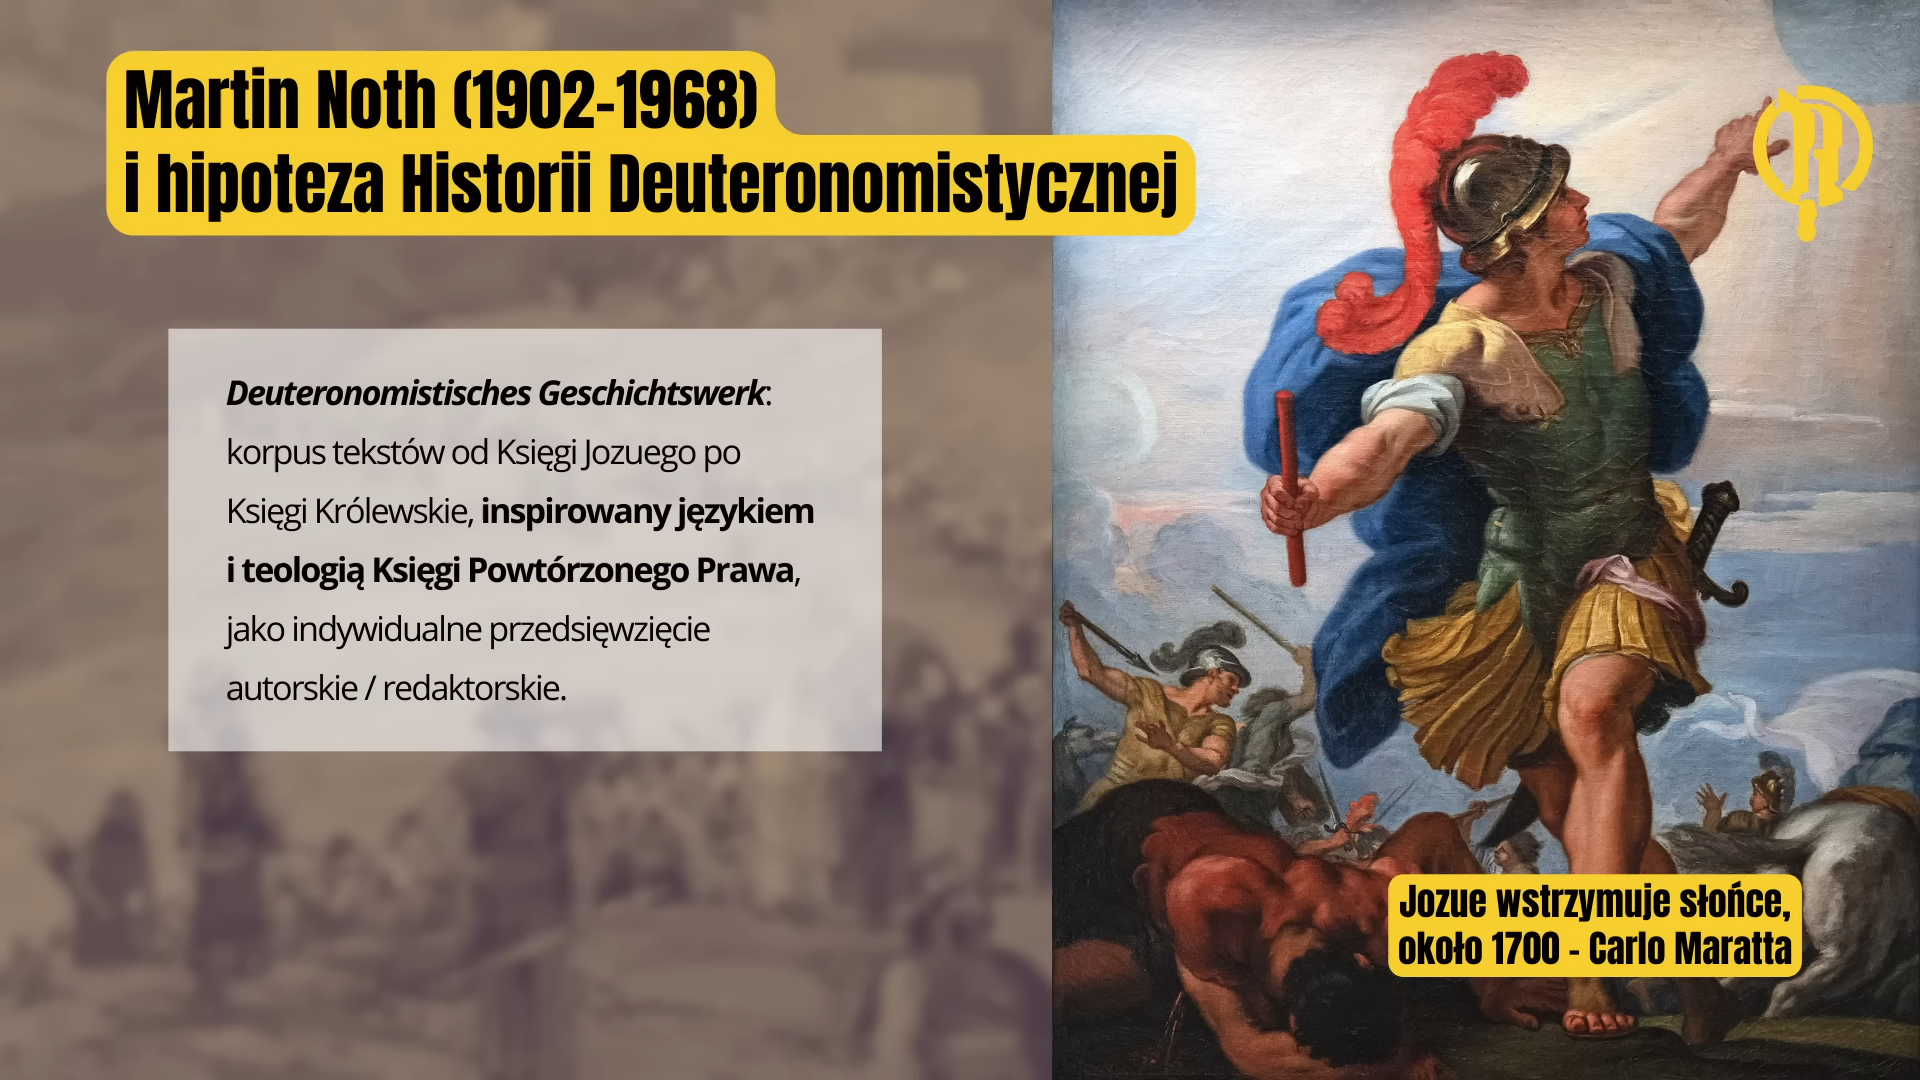 Martin Noth (1902-1968)
i hipoteza Historii Deuteronomistycznej
Deuteronomistisches Geschichtswerk:
korpus tekstów od Księgi Jozuego po
Księgi Królewskie, inspirowany językiem
i teologią Księgi Powtórzonego Prawa,
jako indywidualne przedsięwzięcie
autorskie / redaktorskie.
Jozue wstrzymuje słońce,
około 1700 - Carlo Maratta